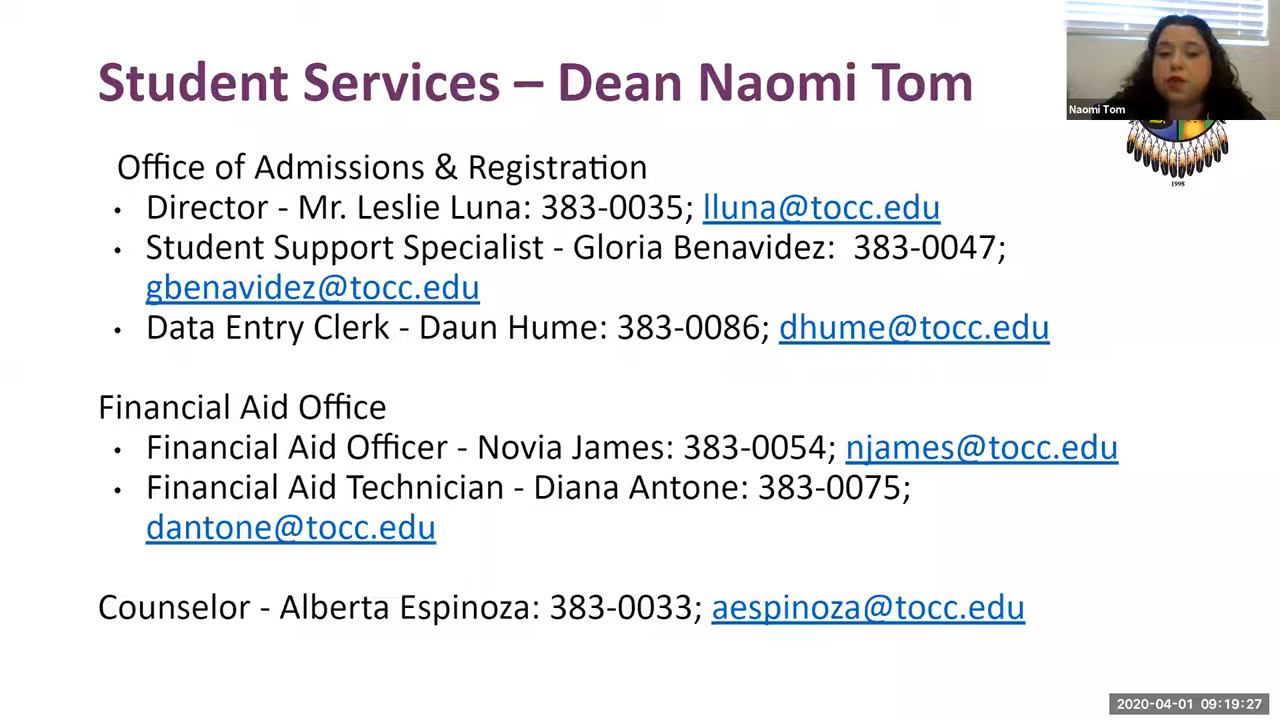 Student Services – Dean Naomi Tom
Naomi Tom
1998
Office of Admissions & Registration
• Director - Mr. Leslie Luna: 383-0035; lluna@tocc.edu
• Student Support Specialist - Gloria Benavidez:  383-0047;
gbenavidez@tocc.edu
• Data Entry Clerk - Daun Hume: 383-0086; dhume@tocc.edu
Financial Aid Office
• Financial Aid Officer - Novia James: 383-0054; njames@tocc.edu
• Financial Aid Technician - Diana Antone: 383-0075;
dantone@tocc.edu
Counselor - Alberta Espinoza: 383-0033; aespinoza@tocc.edu
2020-04-01 09:19:27